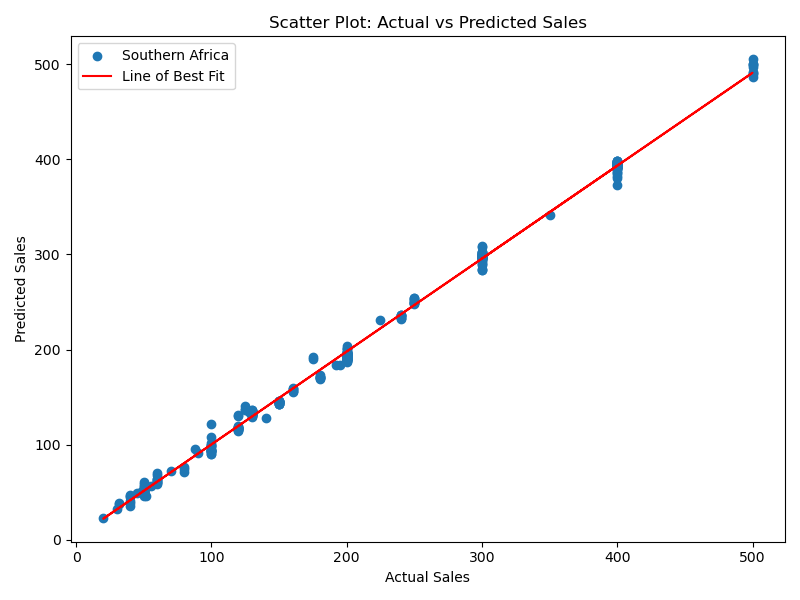 Scatter Plot: Actual vs Predicted Sales
Southern Africa
Line of Best Fit
Predicted Sales
500
400
300
200
100
0
0 100 200 300 400 500
Actual Sales